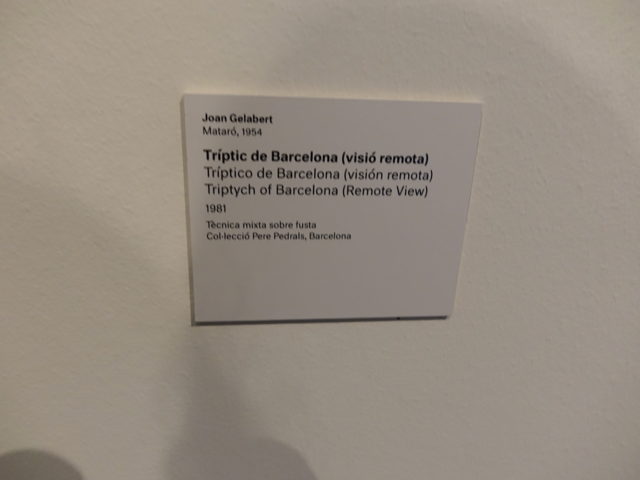 Joan Gelabert
Mataró, 1954
Tríptic de Barcelona (visió remota)
Tríptico de Barcelona (visión remota)
Triptych of Barcelona (Remote View)
1981
Tècnica mixta sobre fusta
Col·lecció Pere Pedrals, Barcelona